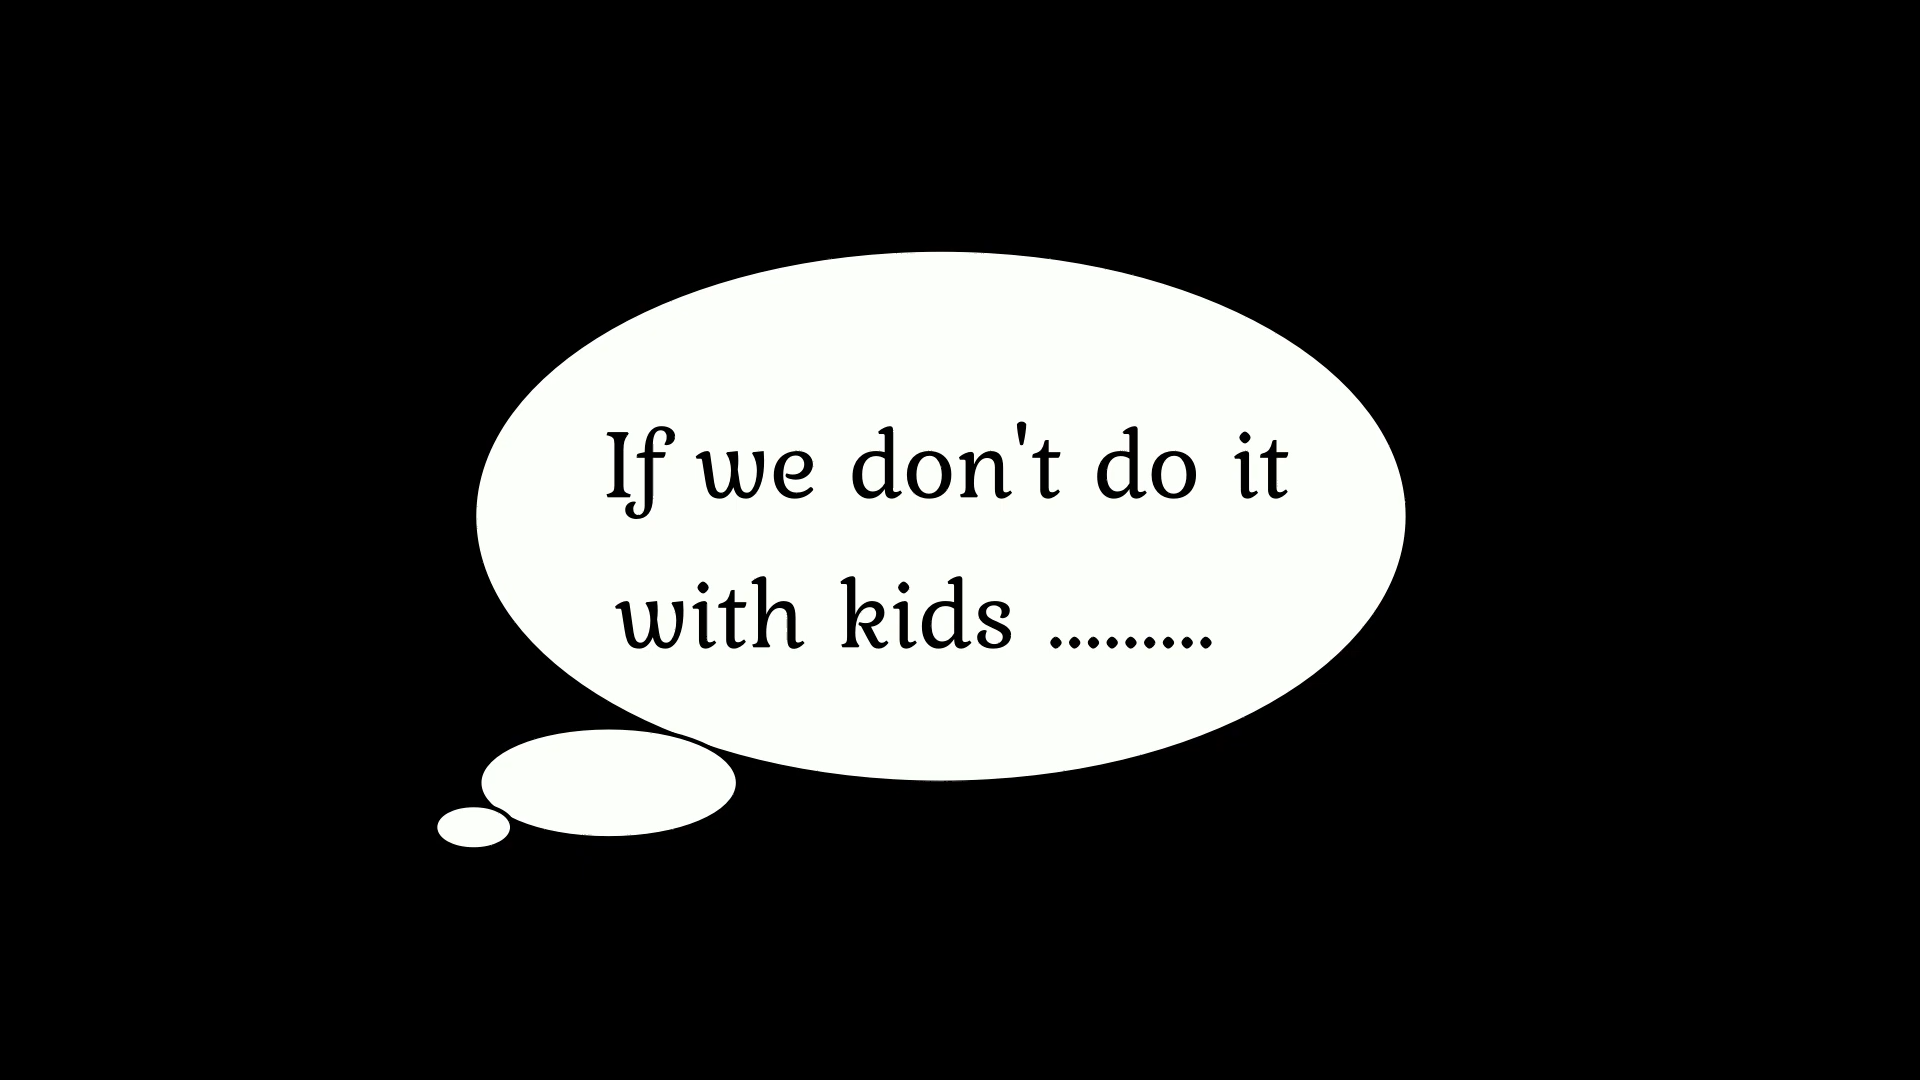 If we don't do it
with kids .........